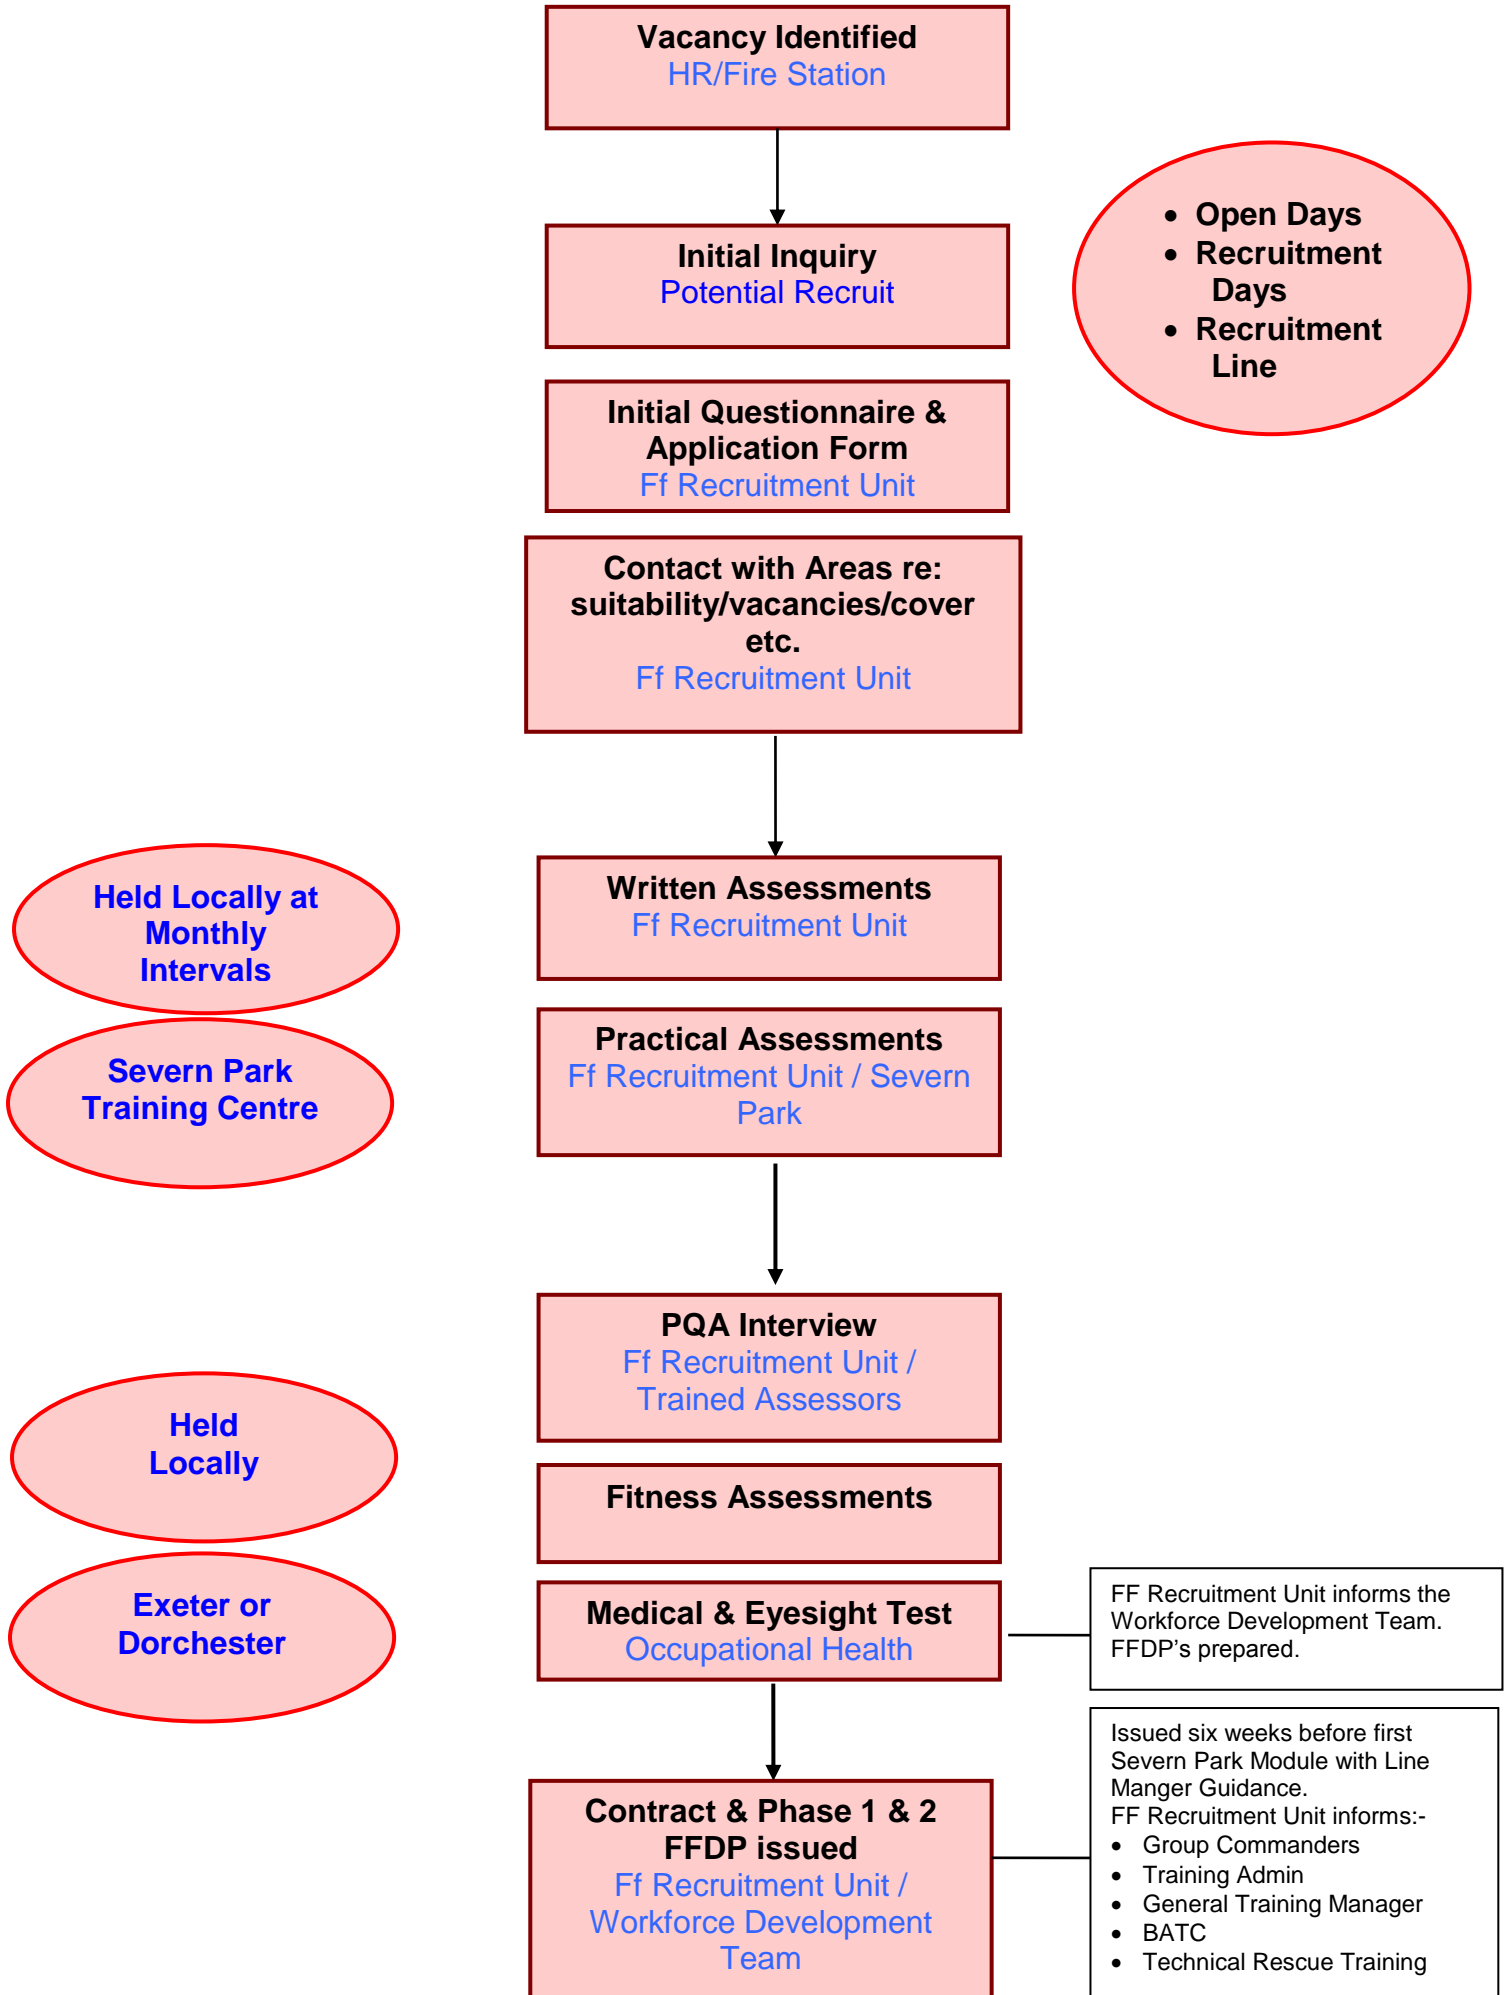 Vacancy Identified
HR/Fire Station
Initial Inquiry
Potential Recruit
• Open Days
• Recruitment
Days
• Recruitment
Line
Initial Questionnaire &
Application Form
Ff Recruitment Unit
Contact with Areas re:
suitability/vacancies/cover
etc.
Ff Recruitment Unit
Held Locally at
Monthly
Intervals
Written Assessments
Ff Recruitment Unit
Severn Park
Training Centre
Practical Assessments
Ff Recruitment Unit / Severn
Park
PQA Interview
Ff Recruitment Unit /
Trained Assessors
Held
Locally
Fitness Assessments
Exeter or
Dorchester
Medical & Eyesight Test
Occupational Health
FF Recruitment Unit informs the
Workforce Development Team.
FFDP’s prepared.
Contract & Phase 1 & 2
FFDP issued
Ff Recruitment Unit /
Workforce Development
Team
Issued six weeks before first
Severn Park Module with Line
Manger Guidance.
FF Recruitment Unit informs:-
• Group Commanders
• Training Admin
• General Training Manager
• BATC
• Technical Rescue Training